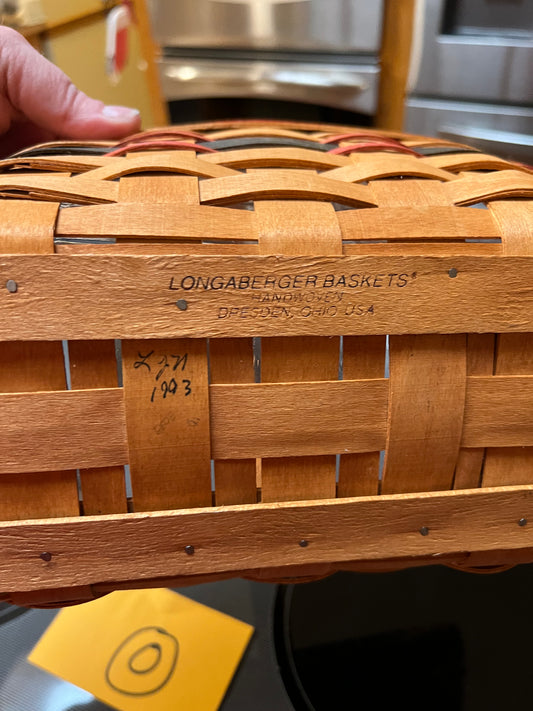 LONGABERGER BASKETS®
HANDWOVEN
DRESDEN, OHIO USA
1993